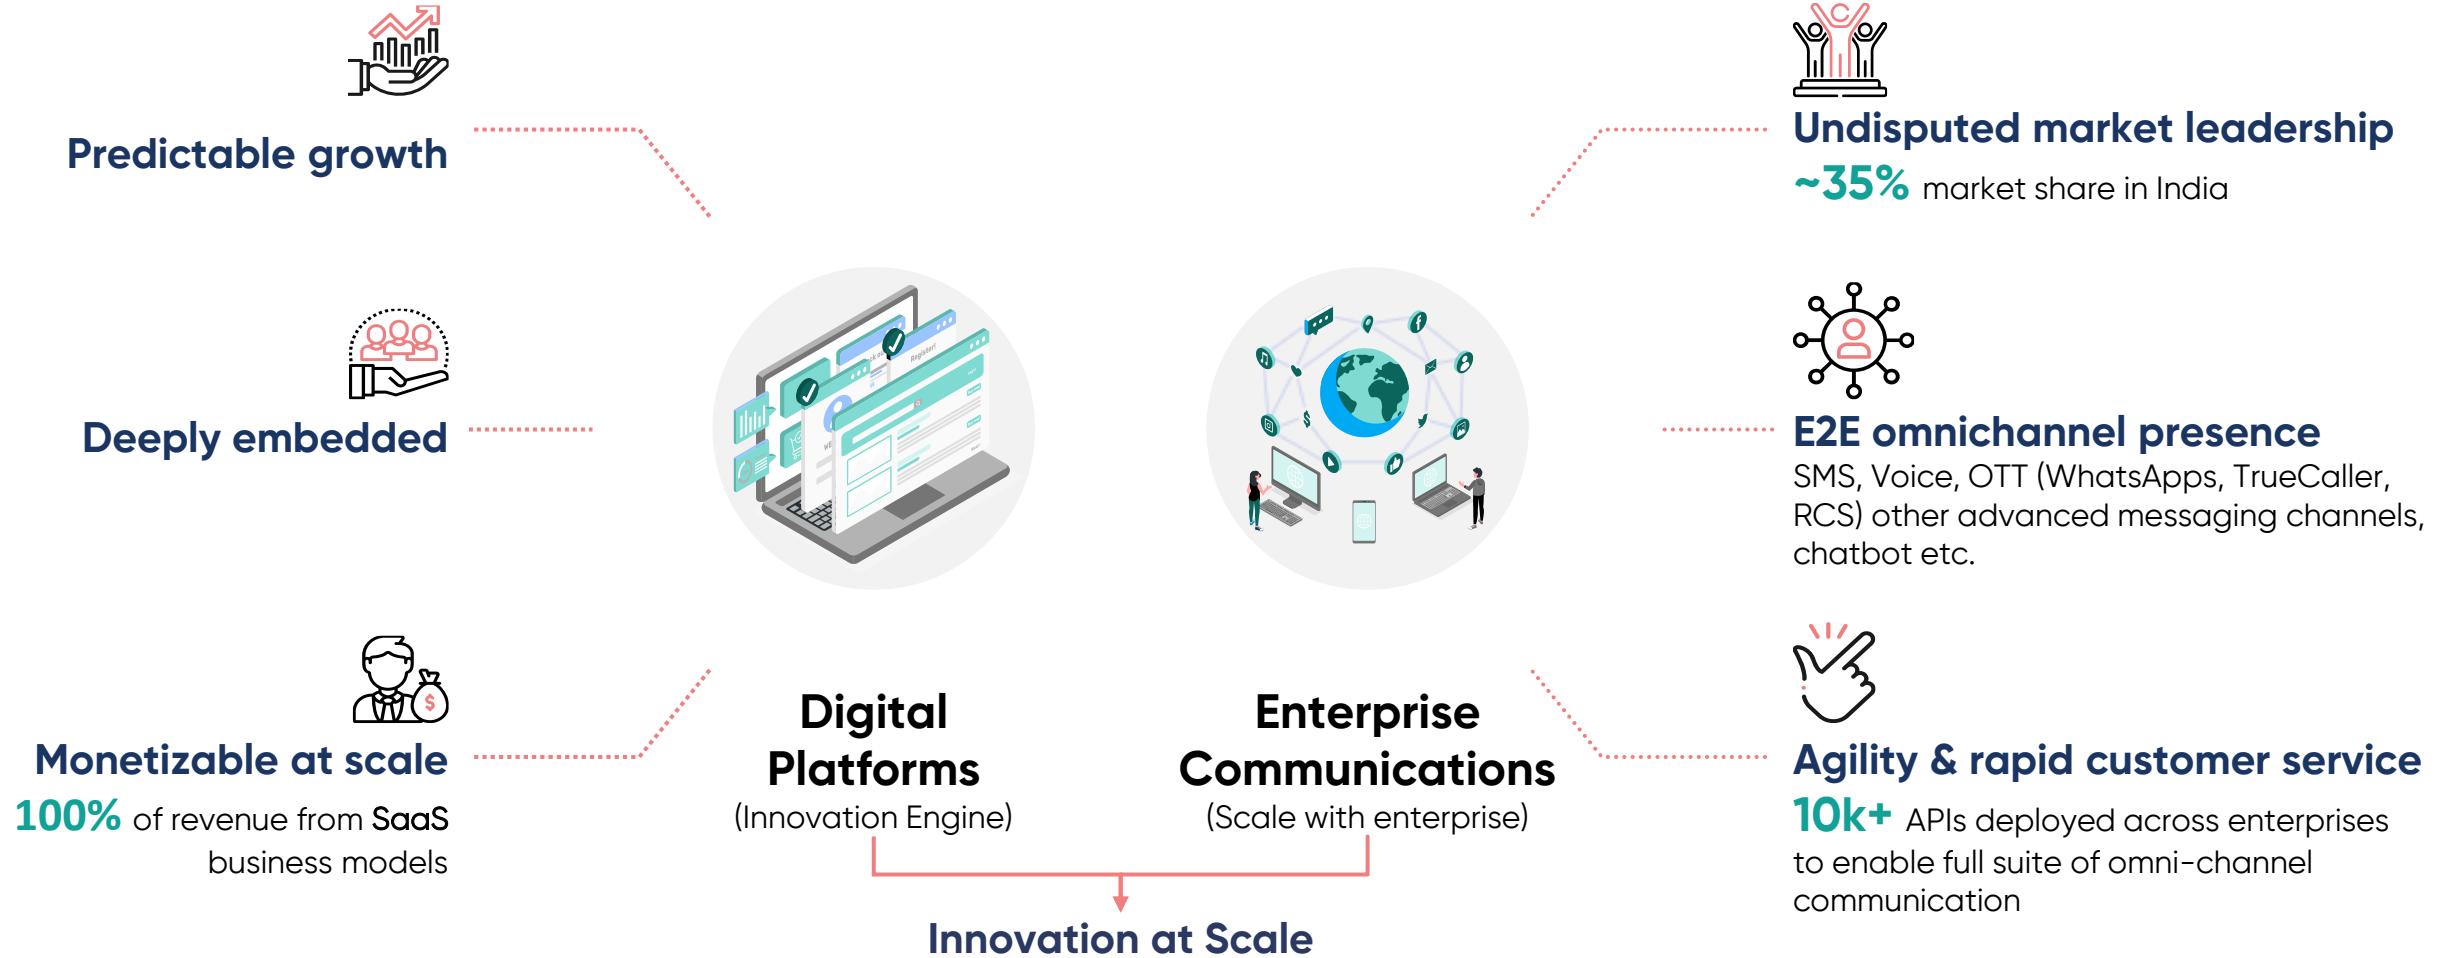 Predictable growth
Deeply embedded
Monetizable at scale
100% of revenue from SaaS
business models
Register!
Digital
Platforms
(Innovation Engine)
Enterprise
Communications
(Scale with enterprise)
Innovation at Scale
Undisputed market leadership
~35% market share in India
E2E omnichannel presence
SMS, Voice, OTT (WhatsApps, TrueCaller,
RCS) other advanced messaging channels,
chatbot etc.
Agility & rapid customer service
10k+ APIs deployed across enterprises
to enable full suite of omni-channel
communication